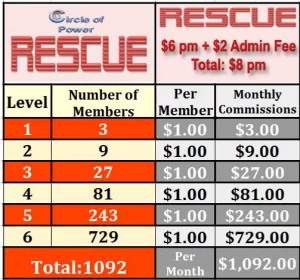 Circle of
Power
RESCUE
RESCUE
$6 pm + $2 Admin Fee
Total: $8 pm
Level Number of Members Per Member Monthly Commissions
1 3 $1.00 $3.00
2 9 $1.00 $9.00
3 27 $1.00 $27.00
4 81 $1.00 $81.00
5 243 $1.00 $243.00
6 729 $1.00 $729.00
Total:1092 Per Month $1,092.00